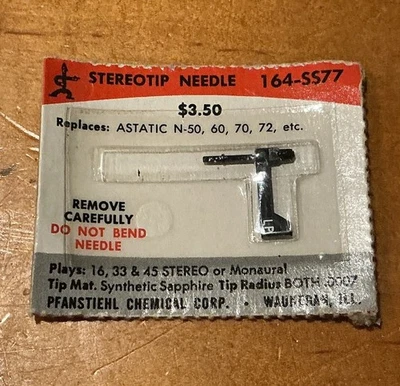 STEREOTIP NEEDLE 164-SS77
$3.50
Replaces: ASTATIC N-50, 60, 70, 72, etc.
REMOVE
CAREFULLY
DO NOT BEND
NEEDLE
Plays: 16, 33 & 45 STEREO or Monaural
Tip Mat. Synthetic Sapphire Tip Radius BOTH .0007
PFANSTIEHL CHEMICAL CORP. • WAUKEGAN, ILL.